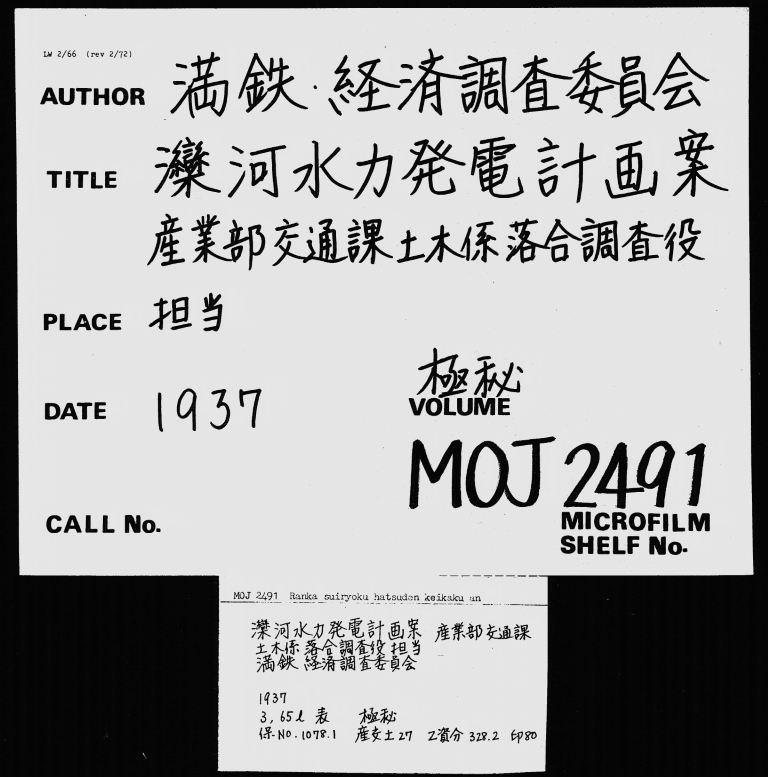 LW 2/66 (rev 2/72)
AUTHOR 満鉄・経済調査委員会
TITLE 灤河水力発電計画案
産業部交通課土木係落合調査役
PLACE 担当
極秘
DATE 1937 VOLUME
MOJ 2491
CALL No. MICROFILM
SHELF No.
MOJ 2491 Ranka suiryoku hatsuden keikaku an
灤河水力発電計画案 産業部交通課
土木係落合調査役担当
満鉄 経済調査委員会
1937
3, 65l 表 極秘
保.NO.1078.1 産交土27 乙資分 328.2 印80